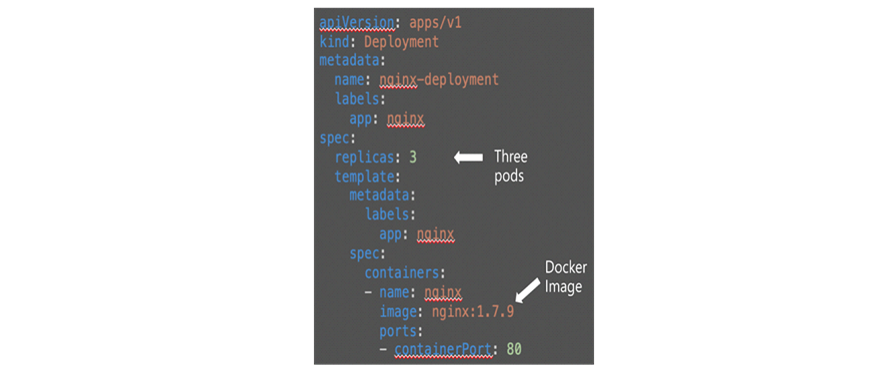 apiVersion: apps/v1
kind: Deployment
metadata:
  name: nginx-deployment
  labels:
    app: nginx
spec:
  replicas: 3
Three
pods
  template:
    metadata:
      labels:
        app: nginx
    spec:
      containers:
      - name: nginx
        image: nginx:1.7.9
Docker
Image
        ports:
        - containerPort: 80